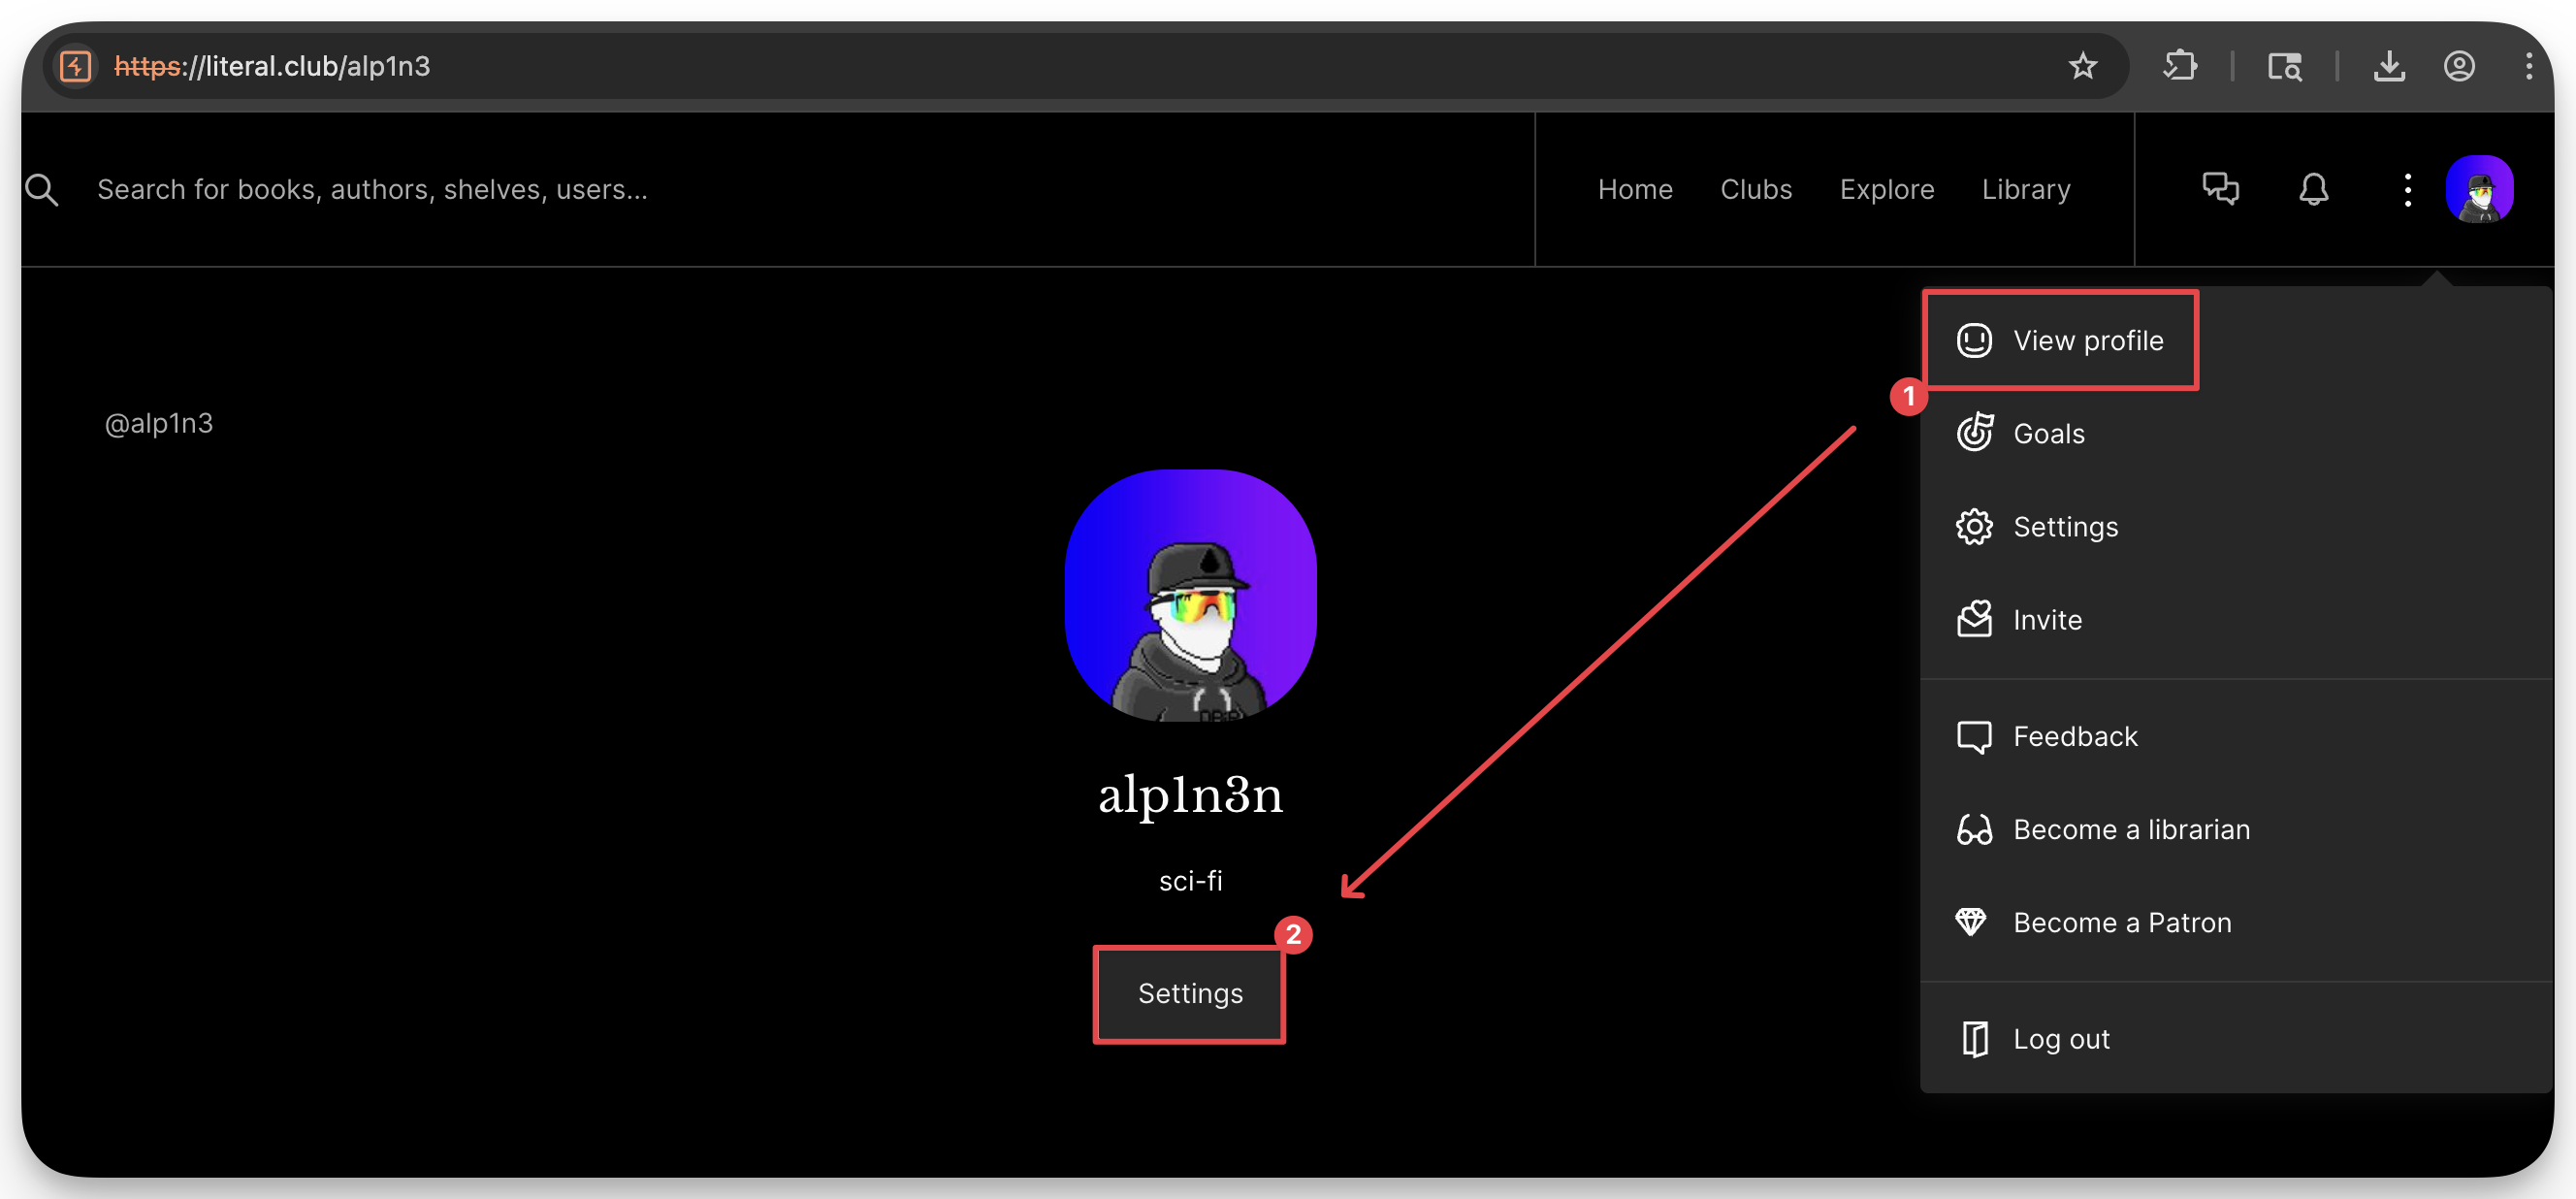 https://literal.club/alp1n3
Search for books, authors, shelves, users...
Home Clubs Explore Library
View profile
1
Goals
Settings
Invite
Feedback
Become a librarian
Become a Patron
Log out
@alp1n3
alp1n3n
sci-fi
2
Settings